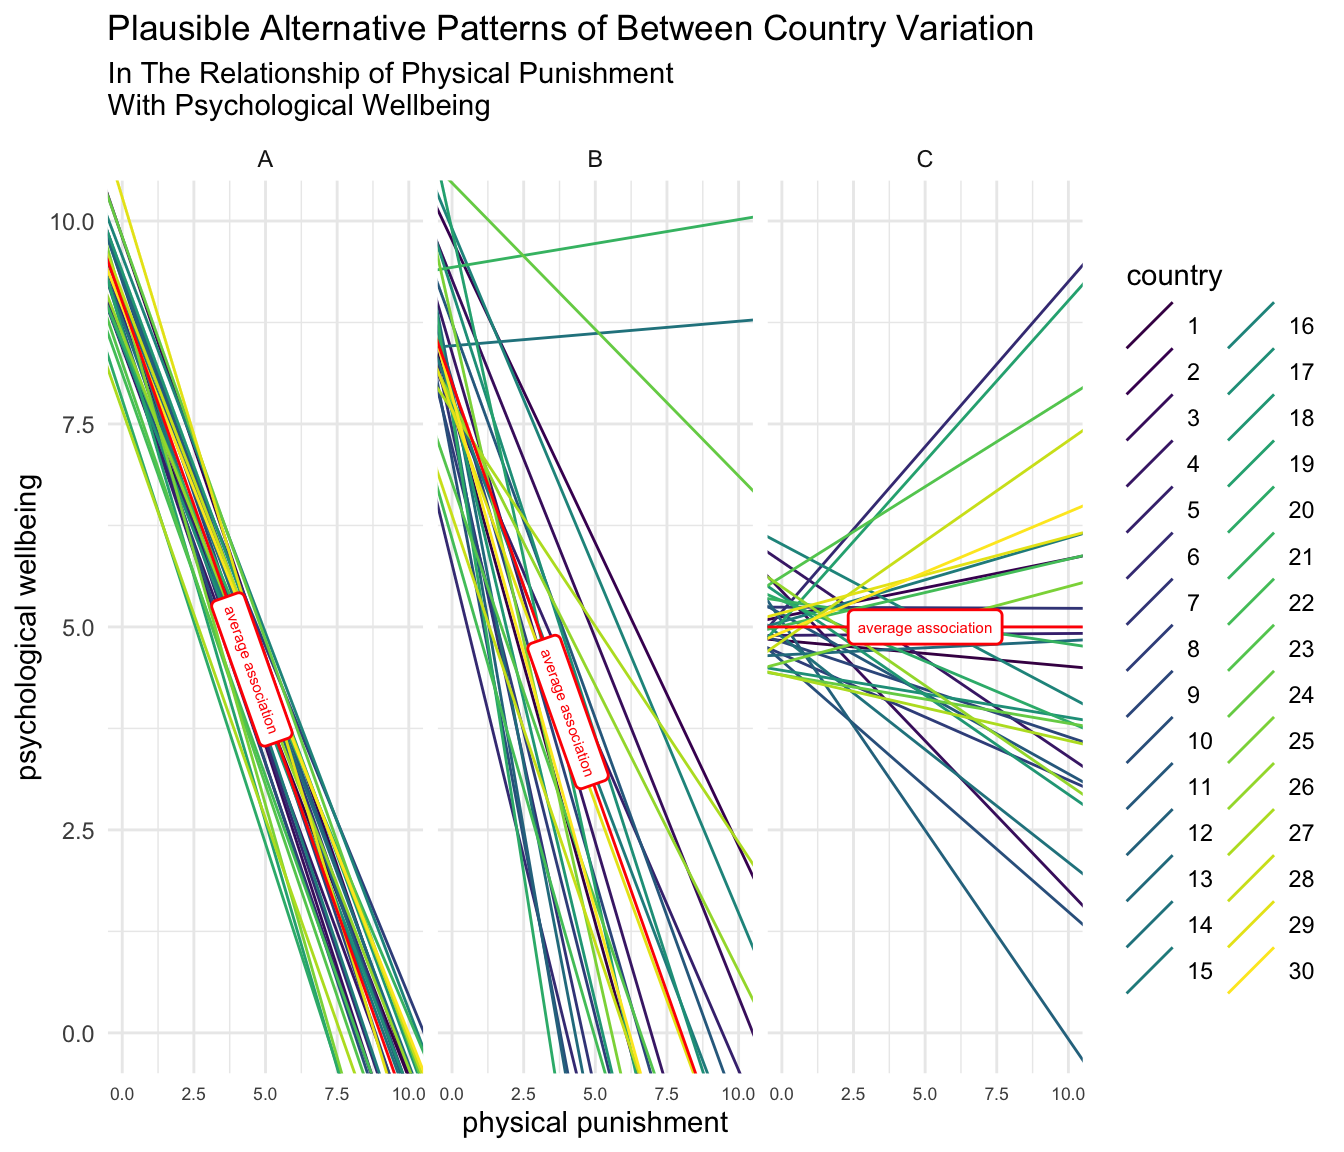 Plausible Alternative Patterns of Between Country Variation
In The Relationship of Physical Punishment
With Psychological Wellbeing
A
B
C
10.0
7.5
5.0
2.5
0.0
psychological wellbeing
average association
average association
average association
0.0 2.5 5.0 7.5 10.0
0.0 2.5 5.0 7.5 10.0
0.0 2.5 5.0 7.5 10.0
physical punishment
country
1 16
2 17
3 18
4 19
5 20
6 21
7 22
8 23
9 24
10 25
11 26
12 27
13 28
14 29
15 30